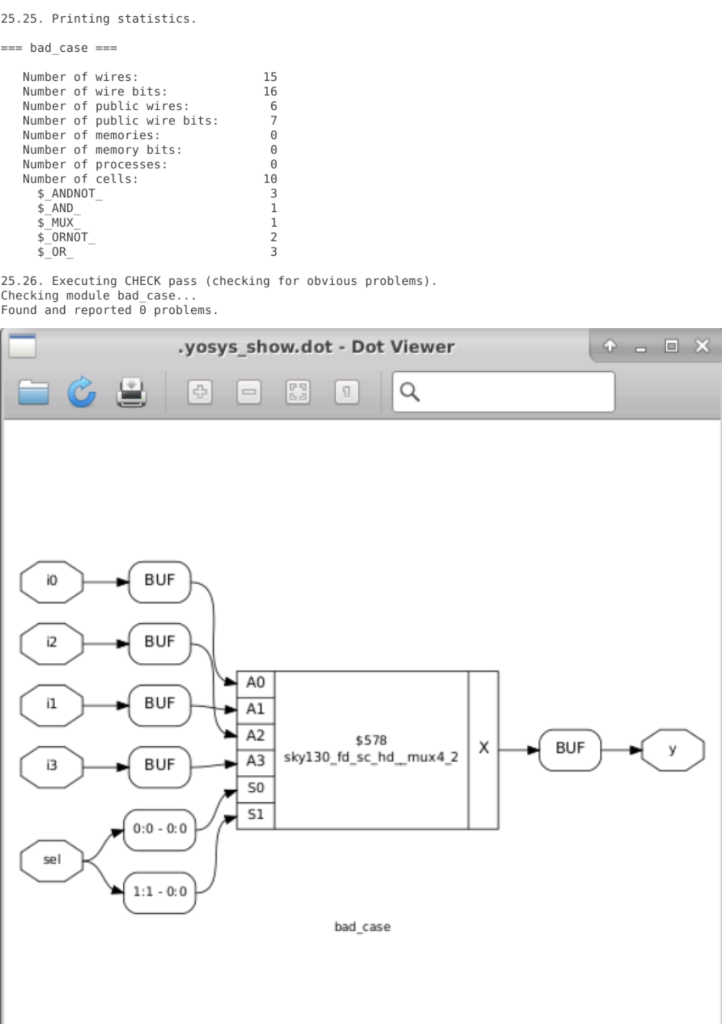 25.25. Printing statistics.
=== bad_case ===
Number of wires: 15
Number of wire bits: 16
Number of public wires: 6
Number of public wire bits: 7
Number of memories: 0
Number of memory bits: 0
Number of processes: 0
Number of cells: 10
$_ANDNOT_ 3
$_AND_ 1
$_MUX_ 1
$_ORNOT_ 2
$_OR_ 3
25.26. Executing CHECK pass (checking for obvious problems).
Checking module bad_case...
Found and reported 0 problems.
.yosys_show.dot - Dot Viewer
i0 BUF
i2 BUF
i1 BUF
i3 BUF
sel
0:0 - 0:0
1:1 - 0:0
A0
A1
A2
A3
S0
S1
$578
sky130_fd_sc_hd__mux4_2
X
BUF
y
bad_case